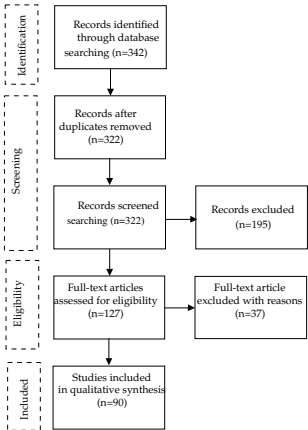 Identification
Records identified
through database
searching (n=342)
Screening
Records after
duplicates removed
(n=322)
Records screened
searching (n=322)
Records excluded
(n=195)
Eligibility
Full-text articles
assessed for eligibility
(n=127)
Full-text article
excluded with reasons
(n=37)
Included
Studies included
in qualitative synthesis
(n=90)